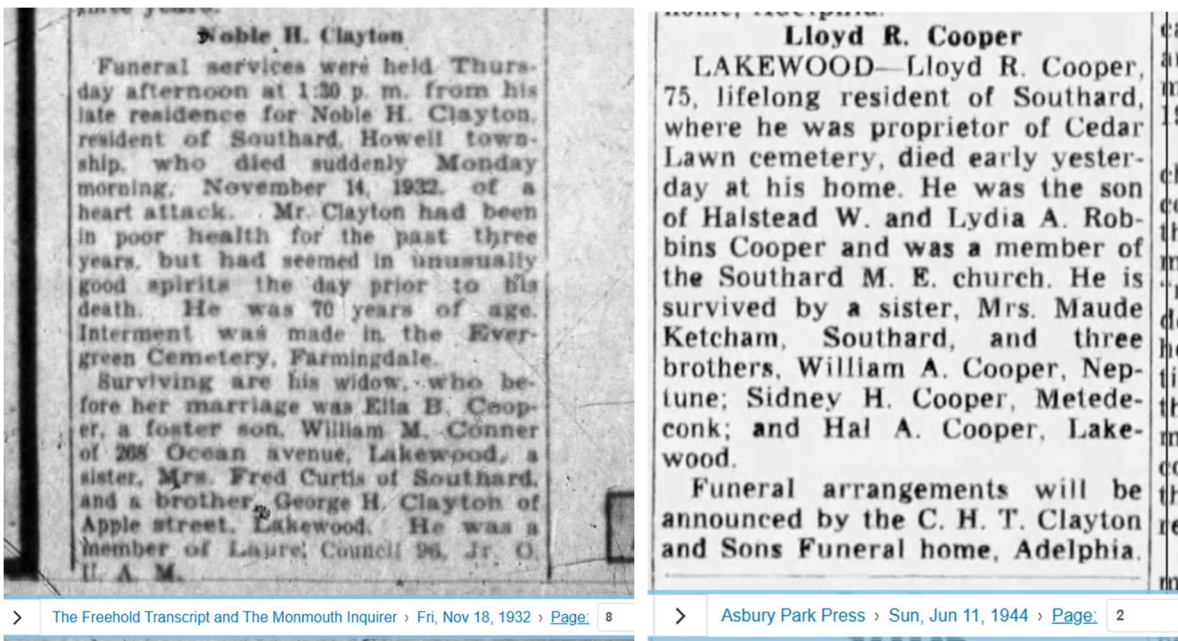 Noble H. Clayton
Funeral services were held Thurs-
day afternoon at 1:30 p. m. from his
late residence for Noble H. Clayton,
resident of Southard, Howell town-
ship, who died suddenly Monday
morning, November 14, 1932, of a
heart attack. Mr. Clayton had been
in poor health for the past three
years, but had seemed in unusually
good spirits the day prior to his
death. He was 70 years of age.
Interment was made in the Ever-
green Cemetery, Farmingdale.
Surviving are his widow, who be-
fore her marriage was Ella B. Coop-
er, a foster son, William M. Conner
of 208 Ocean avenue, Lakewood, a
sister, Mrs. Fred Curtis of Southard,
and a brother, George H. Clayton of
Apple street, Lakewood. He was a
member of Laurel Council 96, Jr. O.
U. A. M.
The Freehold Transcript and The Monmouth Inquirer › Fri, Nov 18, 1932 › Page: 8
Lloyd R. Cooper
LAKEWOOD—Lloyd R. Cooper,
75, lifelong resident of Southard,
where he was proprietor of Cedar
Lawn cemetery, died early yester-
day at his home. He was the son
of Halstead W. and Lydia A. Rob-
bins Cooper and was a member of
the Southard M. E. church. He is
survived by a sister, Mrs. Maude
Ketcham, Southard, and three
brothers, William A. Cooper, Nep-
tune; Sidney H. Cooper, Metede-
conk; and Hal A. Cooper, Lake-
wood.
Funeral arrangements will be
announced by the C. H. T. Clayton
and Sons Funeral home, Adelphia.
Asbury Park Press › Sun, Jun 11, 1944 › Page: 2